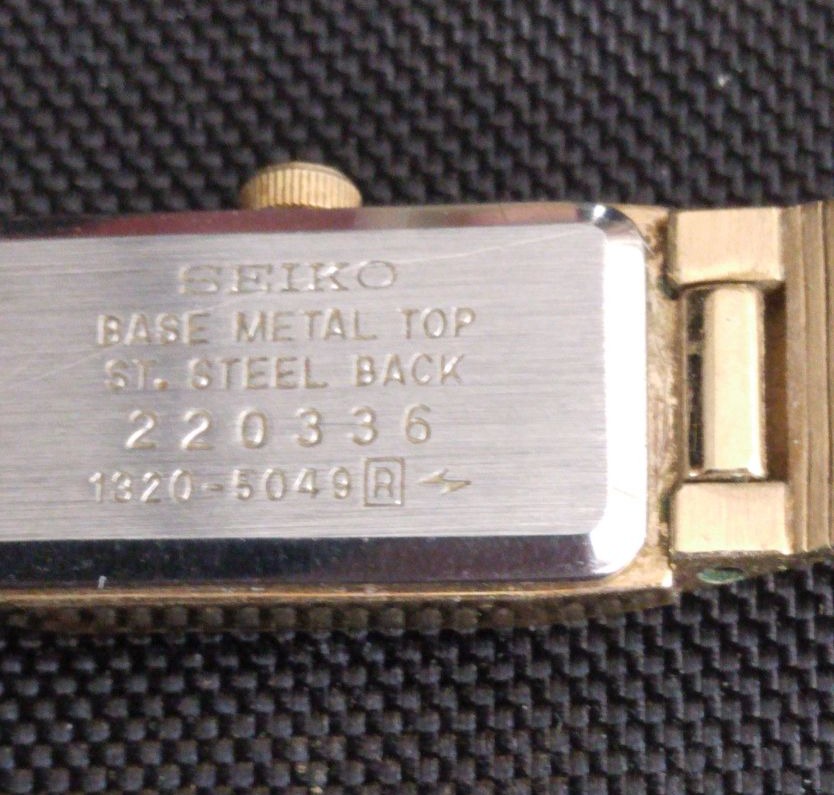 SEIKO
BASE METAL TOP
ST. STEEL BACK
220336
1320-5049 R